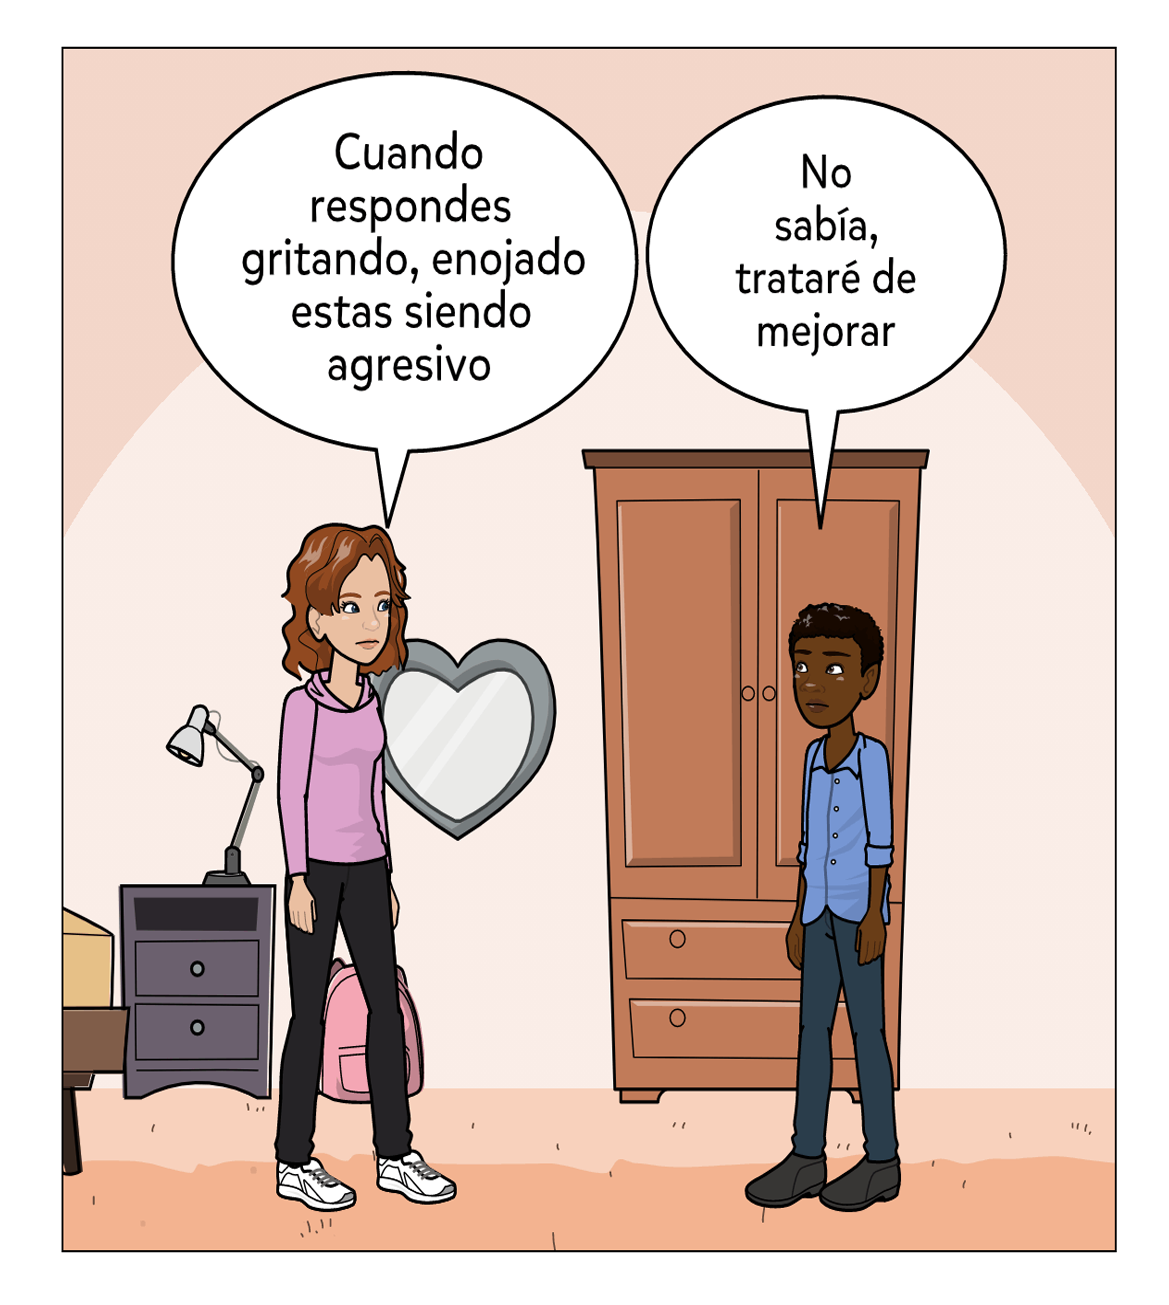 Cuando
respondes
gritando, enojado
estas siendo
agresivo
No
sabía,
trataré de
mejorar